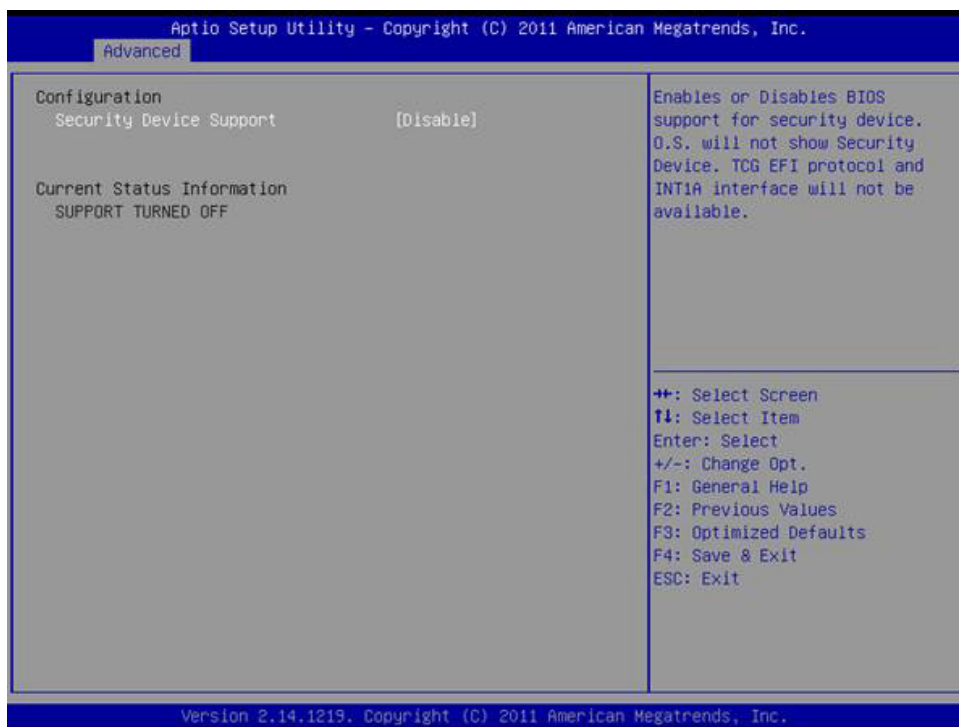 Aptio Setup Utility – Copyright (C) 2011 American Megatrends, Inc.
Advanced
Configuration
Security Device Support [Disable]
Current Status Information
SUPPORT TURNED OFF
Enables or Disables BIOS
support for security device.
O.S. will not show Security
Device. TCG EFI protocol and
INT1A interface will not be
available.
→←: Select Screen
↑↓: Select Item
Enter: Select
+/-: Change Opt.
F1: General Help
F2: Previous Values
F3: Optimized Defaults
F4: Save & Exit
ESC: Exit
Version 2.14.1219. Copyright (C) 2011 American Megatrends, Inc.